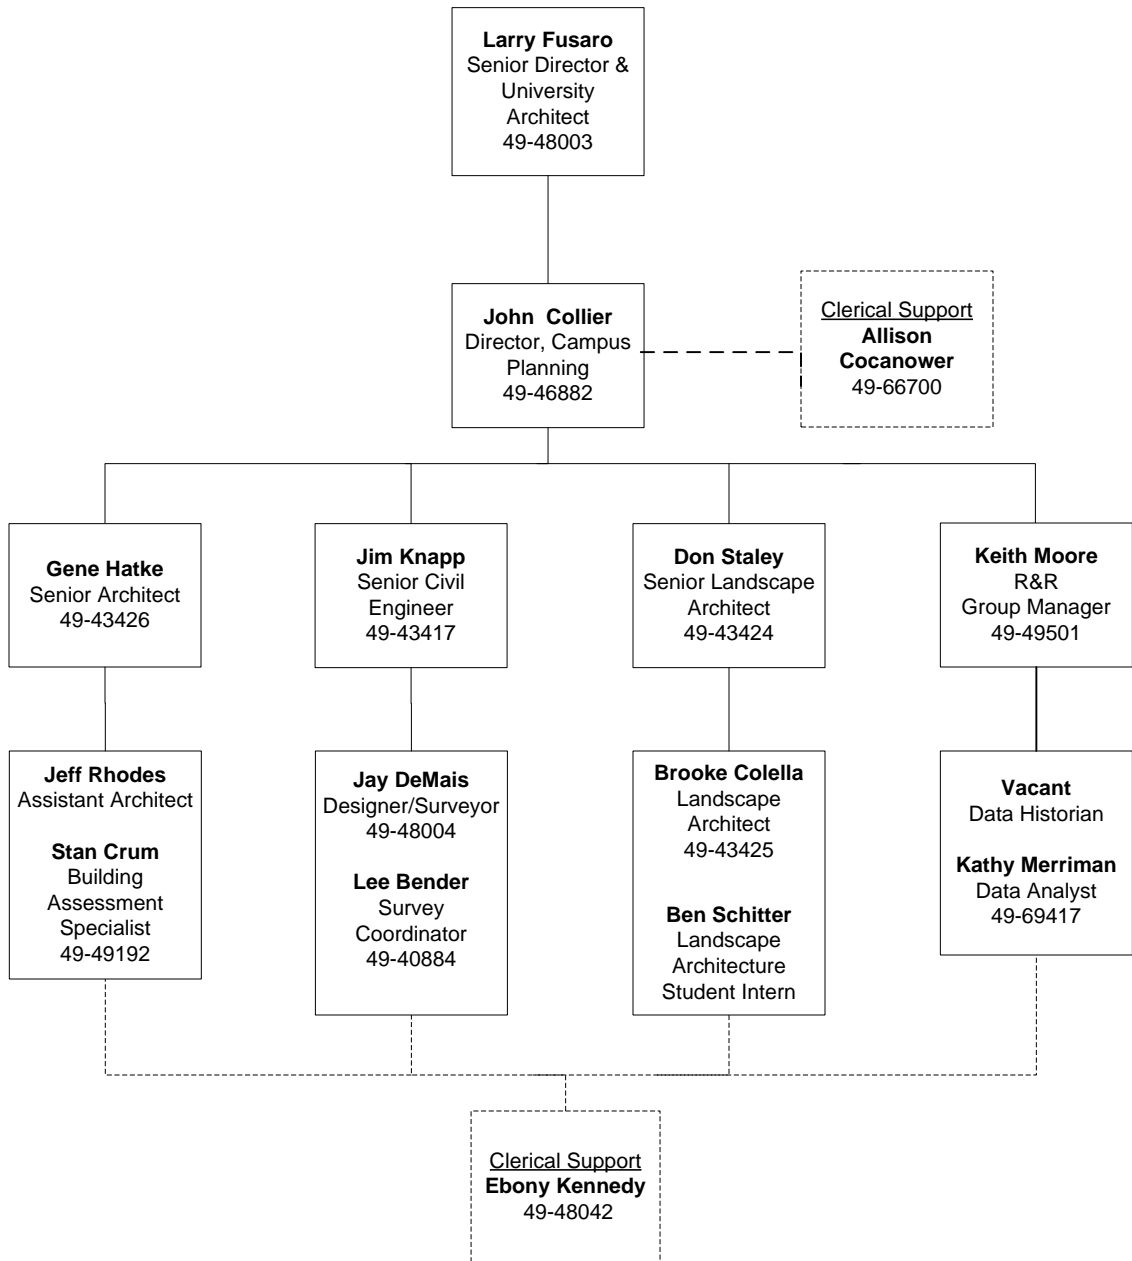 Larry Fusaro
Senior Director &
University
Architect
49-48003
John  Collier
Director, Campus
Planning
49-46882
Clerical Support
Allison
Cocanower
49-66700
Gene Hatke
Senior Architect
49-43426
Jim Knapp
Senior Civil
Engineer
49-43417
Don Staley
Senior Landscape
Architect
49-43424
Keith Moore
R&R
Group Manager
49-49501
Jeff Rhodes
Assistant Architect
Stan Crum
Building
Assessment
Specialist
49-49192
Jay DeMais
Designer/Surveyor
49-48004
Lee Bender
Survey
Coordinator
49-40884
Brooke Colella
Landscape
Architect
49-43425
Ben Schitter
Landscape
Architecture
Student Intern
Vacant
Data Historian
Kathy Merriman
Data Analyst
49-69417
Clerical Support
Ebony Kennedy
49-48042